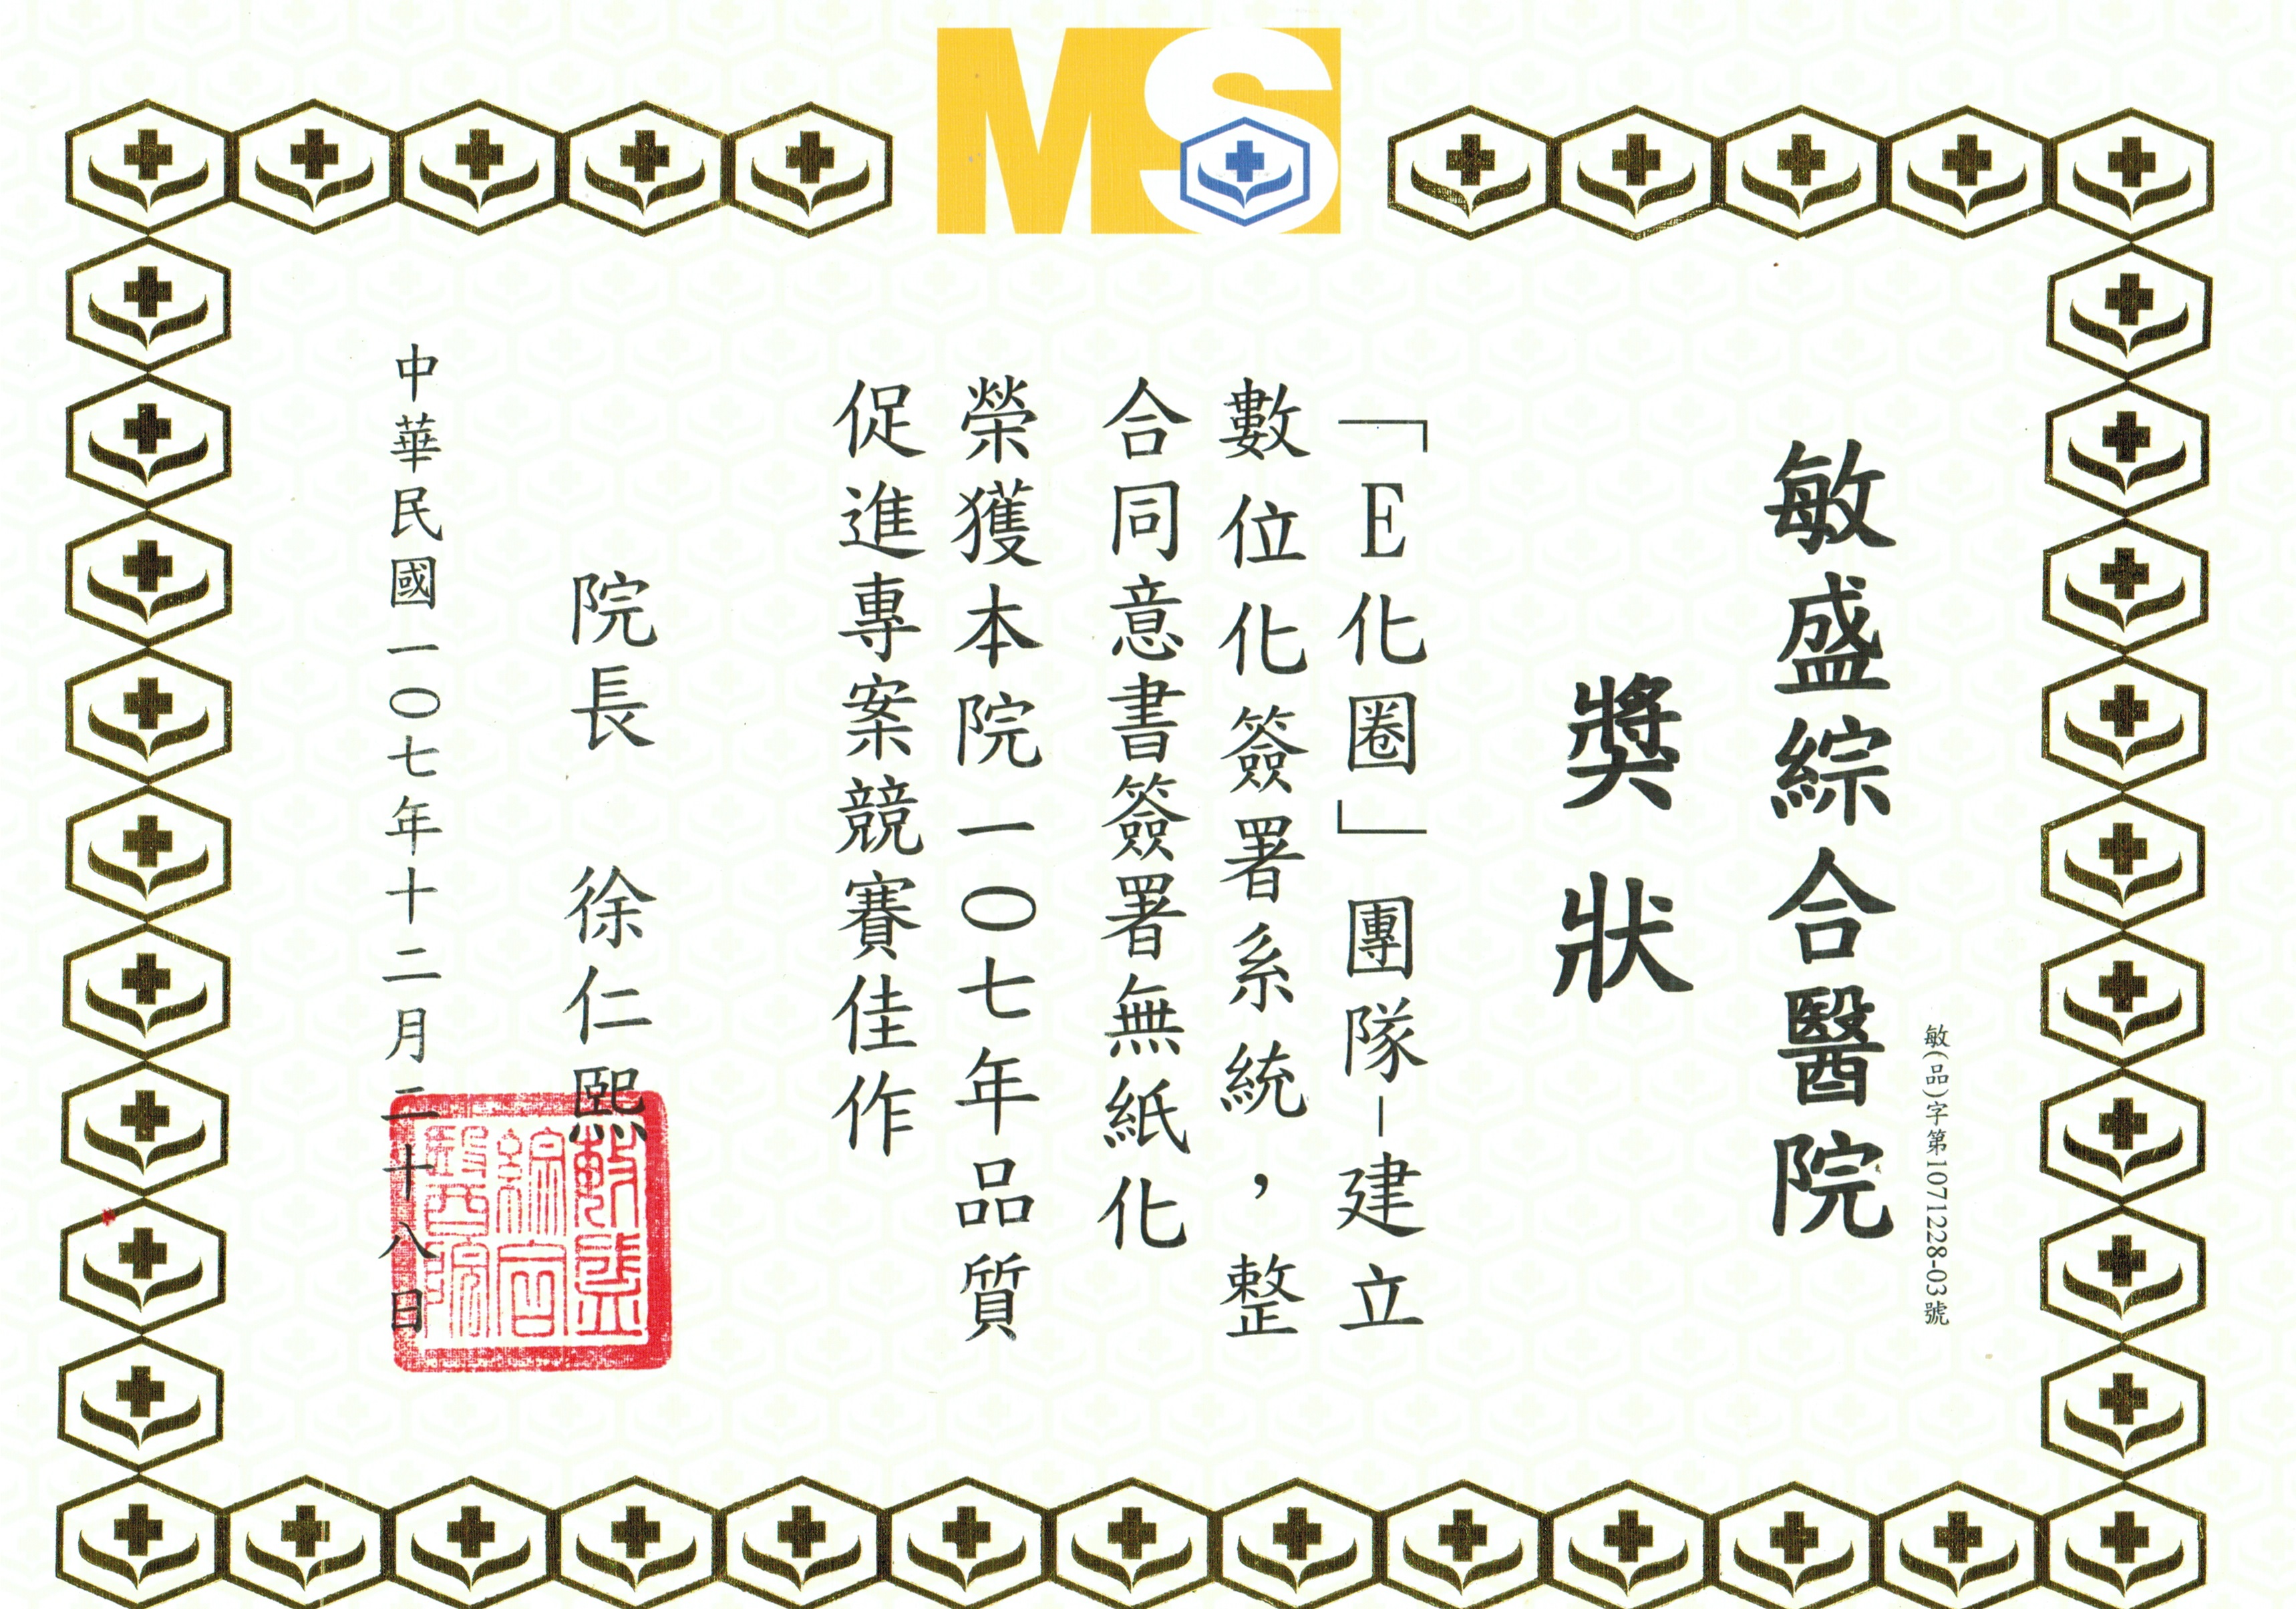 MS
敏(品)字第1071228-03號
敏盛綜合醫院
獎狀
「E化圈」團隊–建立
數位化簽署系統，整
合同意書簽署無紙化
榮獲本院一〇七年品質
促進專案競賽佳作
院長 徐仁熙
中華民國一〇七年十二月二十八日
敏盛
綜合
醫院